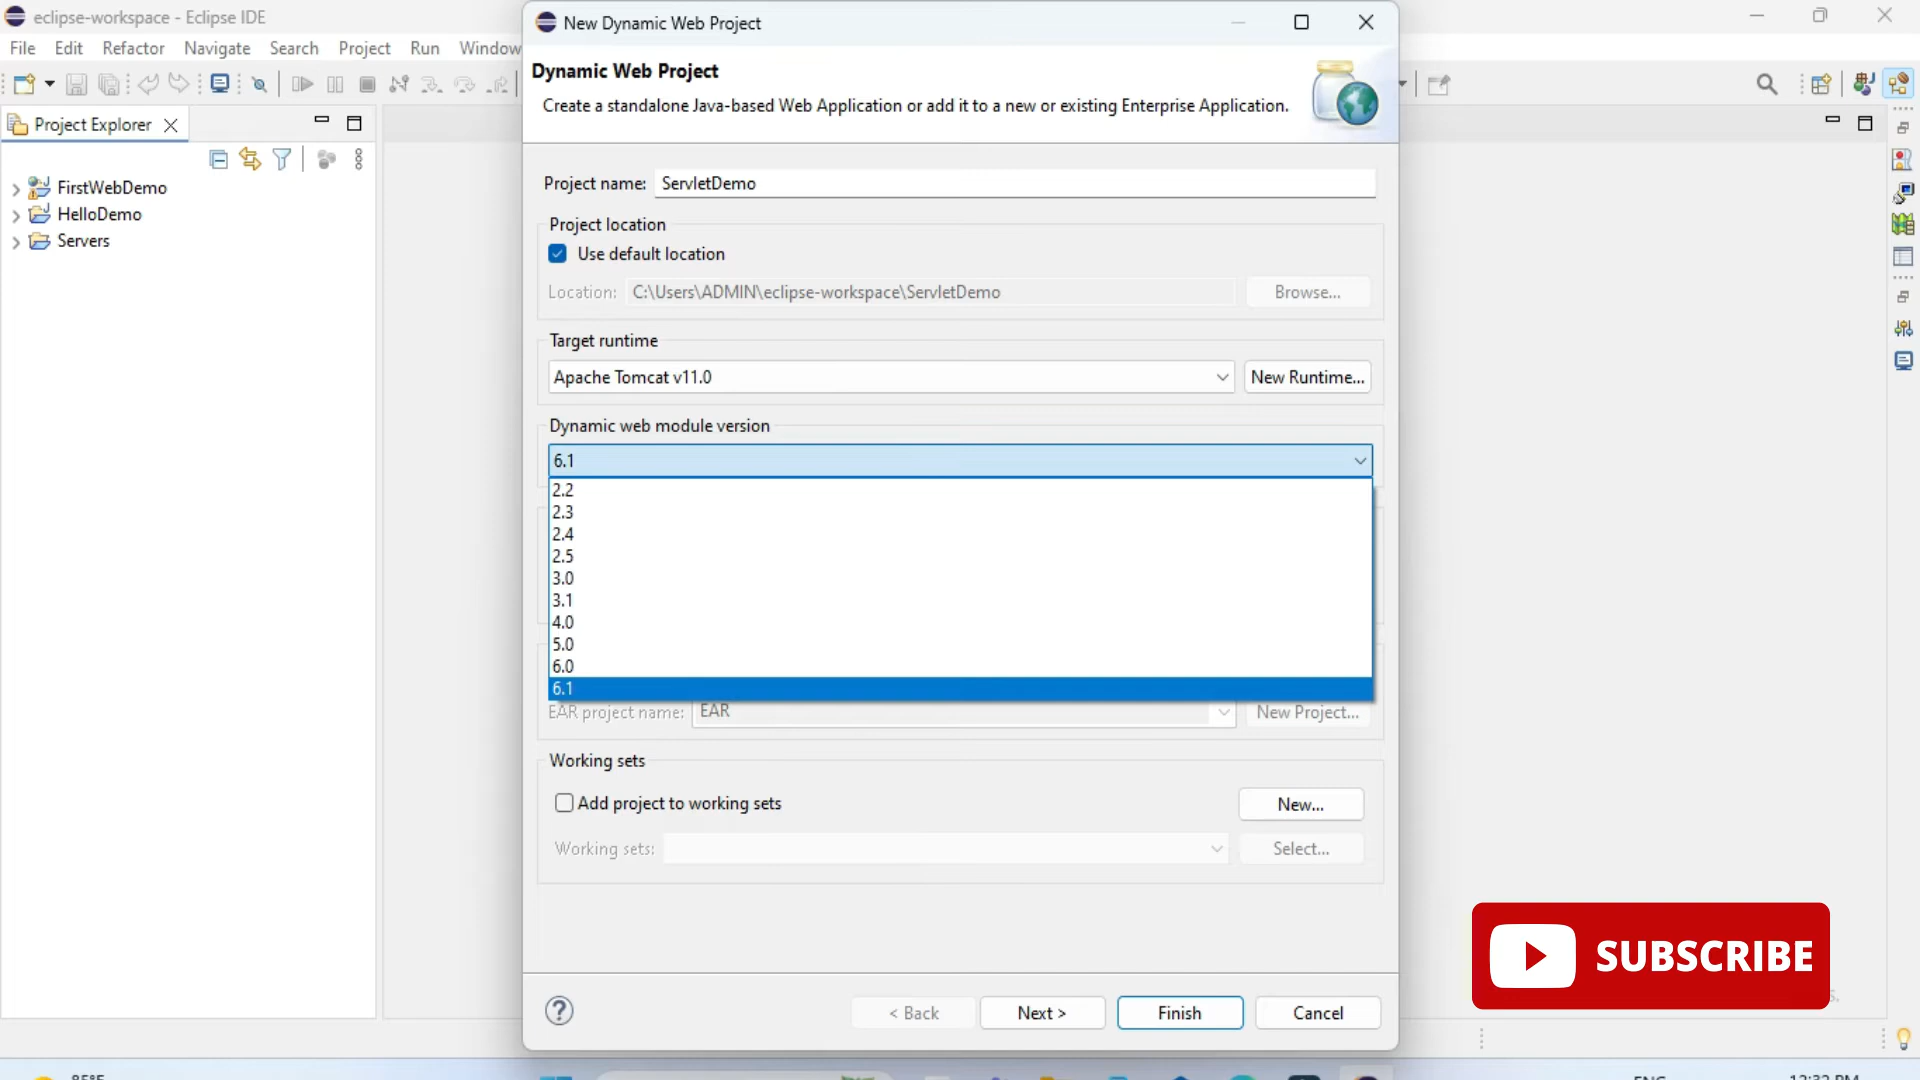 eclipse-workspace - Eclipse IDE
File Edit Refactor Navigate Search Project Run Window
Project Explorer
FirstWebDemo
HelloDemo
Servers
New Dynamic Web Project
Dynamic Web Project
Create a standalone Java-based Web Application or add it to a new or existing Enterprise Application.
Project name: ServletDemo
Project location
Use default location
Location: C:\Users\ADMIN\eclipse-workspace\ServletDemo Browse...
Target runtime
Apache Tomcat v11.0 New Runtime...
Dynamic web module version
6.1
2.2
2.3
2.4
2.5
3.0
3.1
4.0
5.0
6.0
6.1
EAR project name: EAR New Project...
Working sets
Add project to working sets New...
Working sets: Select...
< Back Next > Finish Cancel
SUBSCRIBE
85°F
ENG
12:32 PM